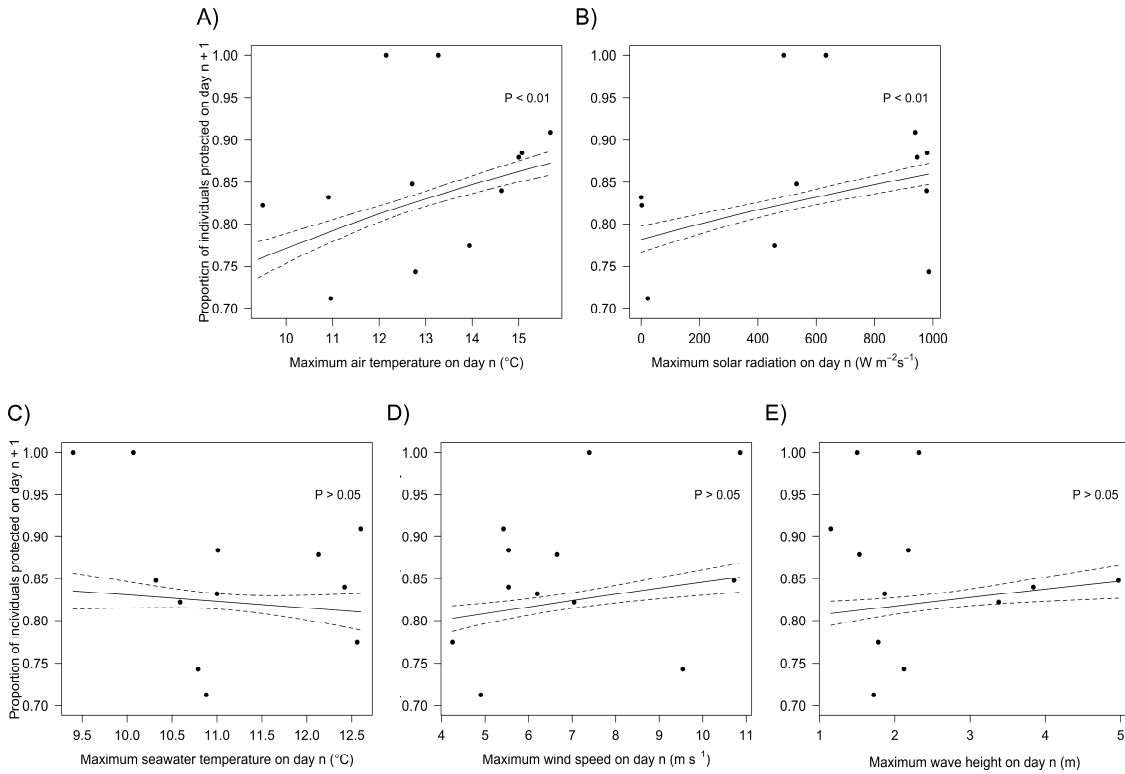 A)
Proportion of individuals protected on day n + 1
1.00
0.95
0.90
0.85
0.80
0.75
0.70
P < 0.01
10 11 12 13 14 15
Maximum air temperature on day n (°C)
B)
1.00
0.95
0.90
0.85
0.80
0.75
0.70
P < 0.01
0 200 400 600 800 1000
Maximum solar radiation on day n (W m⁻²s⁻¹)
C)
Proportion of individuals protected on day n + 1
1.00
0.95
0.90
0.85
0.80
0.75
0.70
P > 0.05
9.5 10.0 10.5 11.0 11.5 12.0 12.5
Maximum seawater temperature on day n (°C)
D)
1.00
0.95
0.90
0.85
0.80
0.75
0.70
P > 0.05
4 5 6 7 8 9 10 11
Maximum wind speed on day n (m s ¹)
E)
1.00
0.95
0.90
0.85
0.80
0.75
0.70
P > 0.05
1 2 3 4 5
Maximum wave height on day n (m)